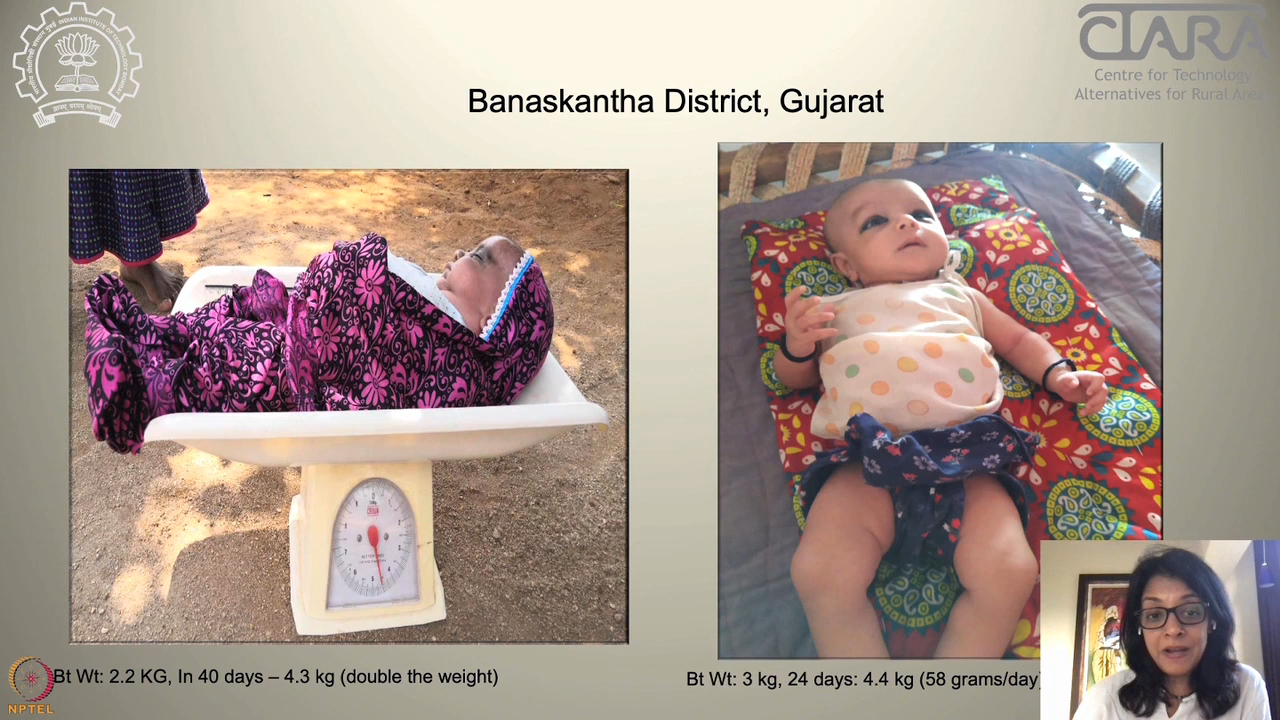 CTARA
Centre for Technology
Alternatives for Rural Areas
Banaskantha District, Gujarat
Bt Wt: 2.2 KG, In 40 days – 4.3 kg (double the weight)
Bt Wt: 3 kg, 24 days: 4.4 kg (58 grams/day)
NPTEL